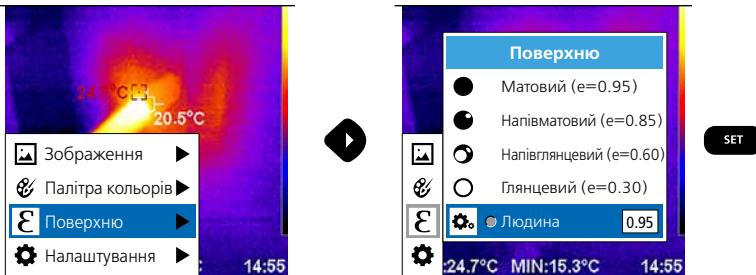 24.7°C
20.5°C
Зображення
Палітра кольорів
Ɛ Поверхню
Налаштування
14:55
Поверхню
Матовий (e=0.95)
Напівматовий (e=0.85)
Напівглянцевий (e=0.60)
Глянцевий (e=0.30)
Ɛ
Людина 0.95
:24.7°C MIN:15.3°C 14:55
SET